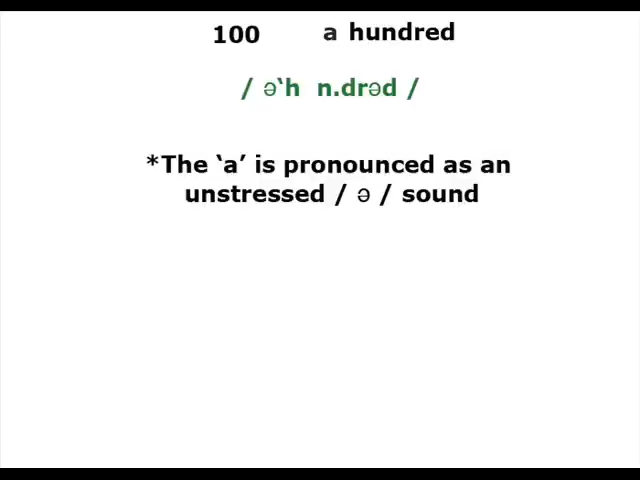 100 a hundred
/ ə‘h n.drəd /
*The ‘a’ is pronounced as an
unstressed / ə / sound